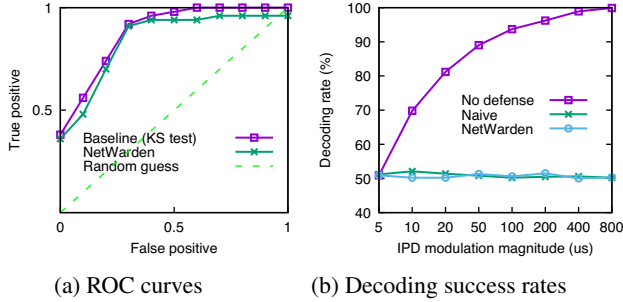 1
0.5
0
0.5
1
True positive
False positive
Baseline (KS test)
NetWarden
Random guess
(a) ROC curves
100
90
80
70
60
50
40
5 10 20 50 100 200 400 800
Decoding rate (%)
IPD modulation magnitude (us)
No defense
Naive
NetWarden
(b) Decoding success rates